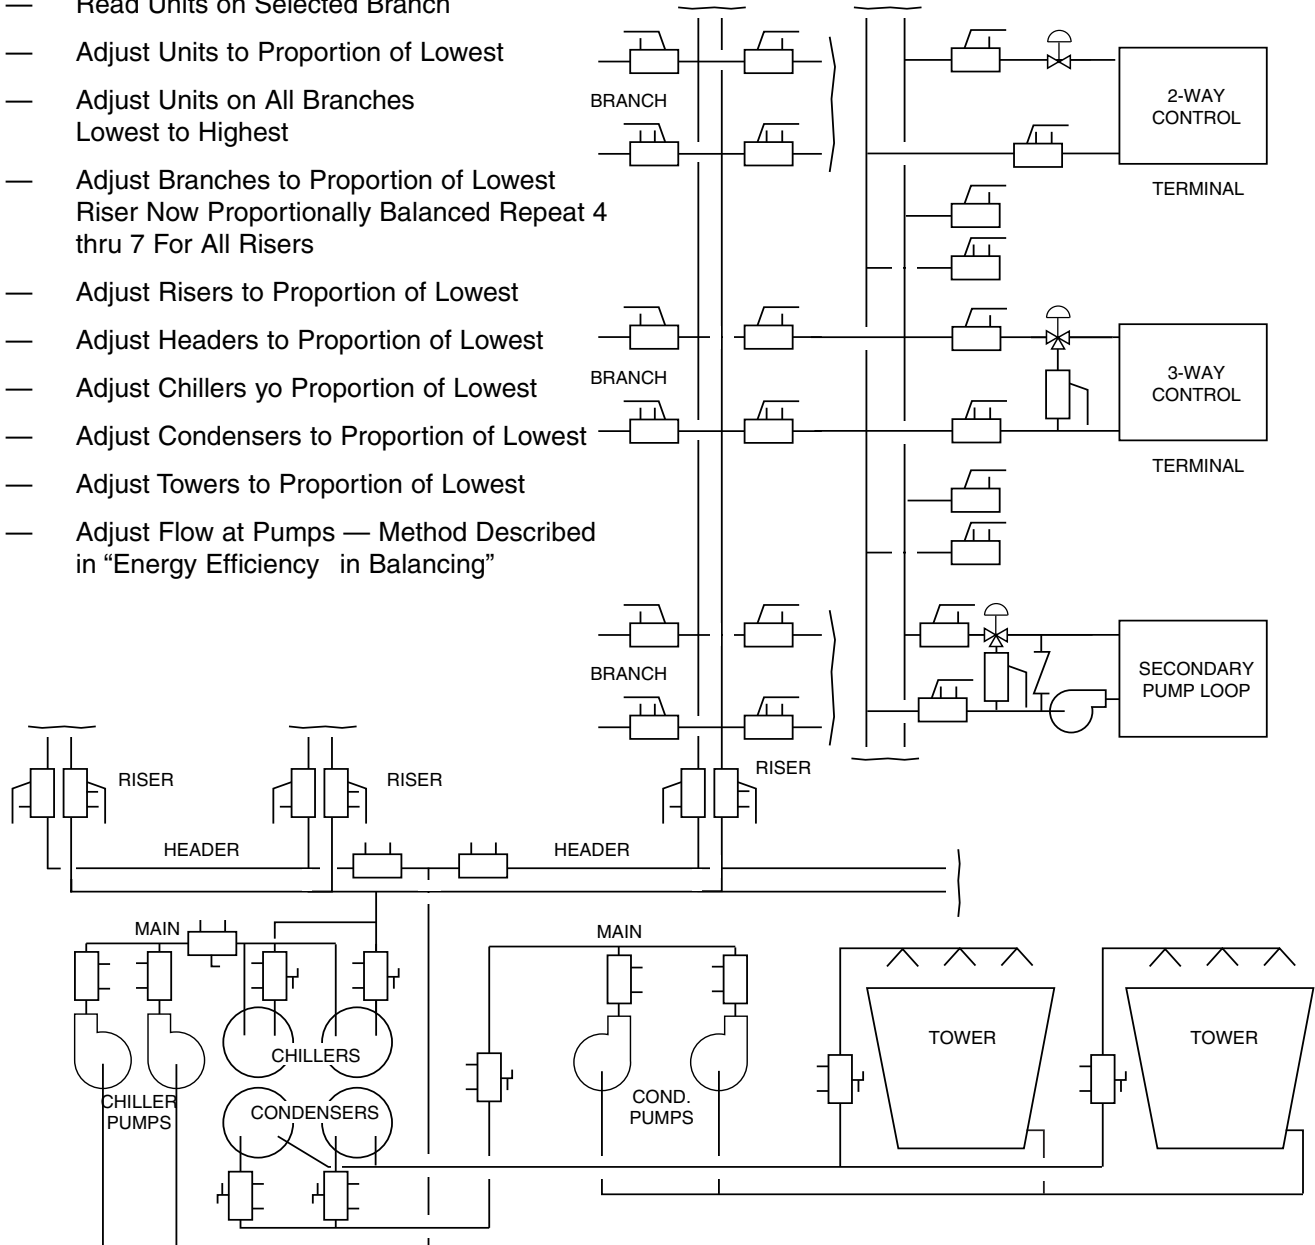 — Read Units on Selected Branch
— Adjust Units to Proportion of Lowest
— Adjust Units on All Branches
Lowest to Highest
— Adjust Branches to Proportion of Lowest
Riser Now Proportionally Balanced Repeat 4
thru 7 For All Risers
— Adjust Risers to Proportion of Lowest
— Adjust Headers to Proportion of Lowest
— Adjust Chillers yo Proportion of Lowest
— Adjust Condensers to Proportion of Lowest
— Adjust Towers to Proportion of Lowest
— Adjust Flow at Pumps — Method Described
in “Energy Efficiency in Balancing”
BRANCH
2-WAY
CONTROL
TERMINAL
BRANCH
3-WAY
CONTROL
TERMINAL
BRANCH
SECONDARY
PUMP LOOP
RISER
RISER
RISER
HEADER
HEADER
MAIN
MAIN
CHILLERS
CHILLER
PUMPS
CONDENSERS
COND.
PUMPS
TOWER
TOWER